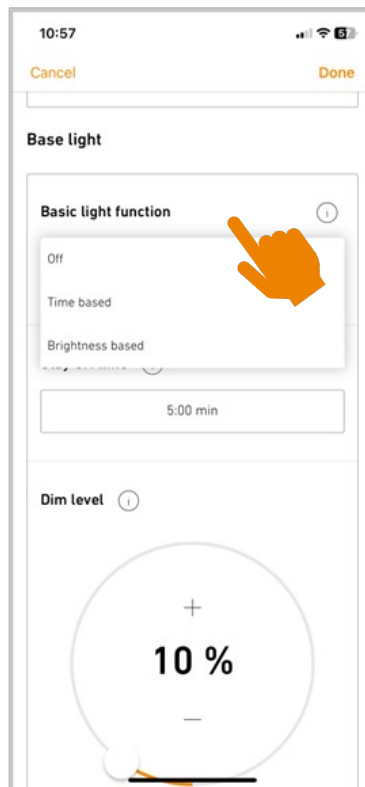 10:57
57
Cancel
Done
Base light
Basic light function
i
Off
Time based
Brightness based
i
5:00 min
Dim level
i
+
10 %
—